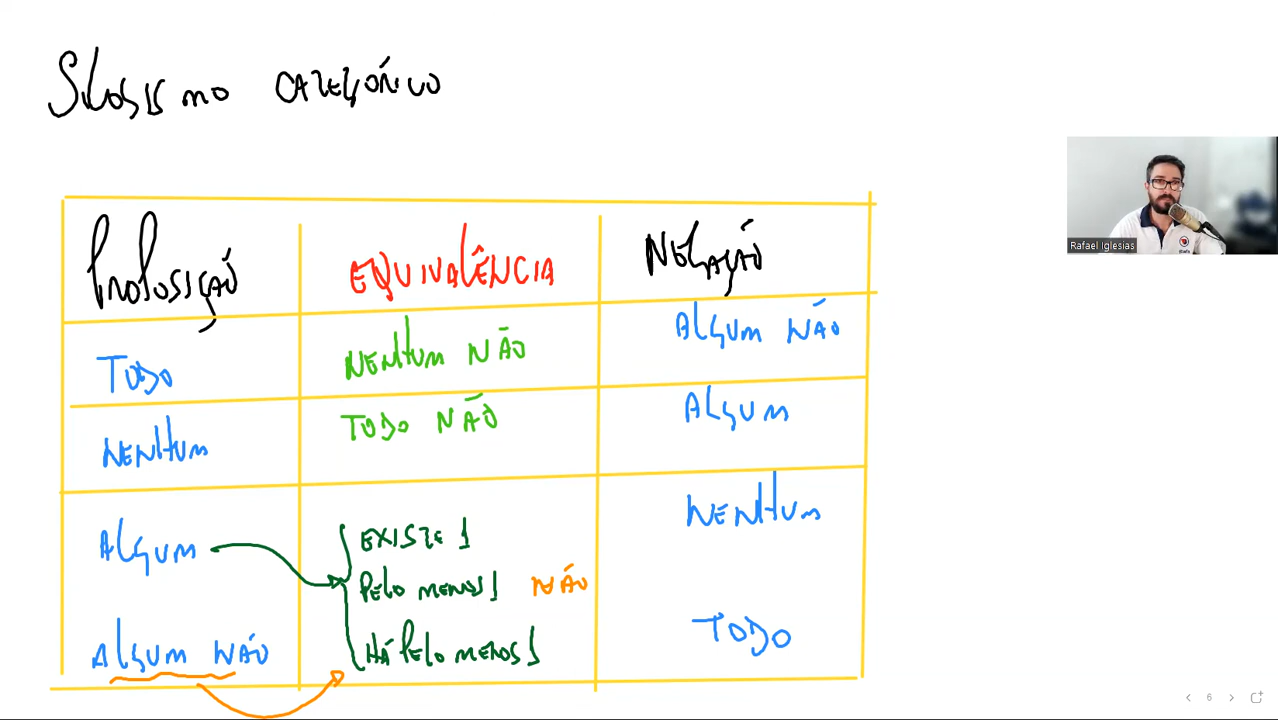 SILOGISMO CATEGÓRICO
Rafael Iglesias
PROPOSIÇÃO EQUIVALÊNCIA NEGAÇÃO
TODO NENHUM NÃO ALGUM NÃO
NENHUM TODO NÃO ALGUM
ALGUM EXISTE 1 NENHUM
PELO MENOS 1 NÃO
ALGUM NÃO HÁ PELO MENOS 1 TODO
6